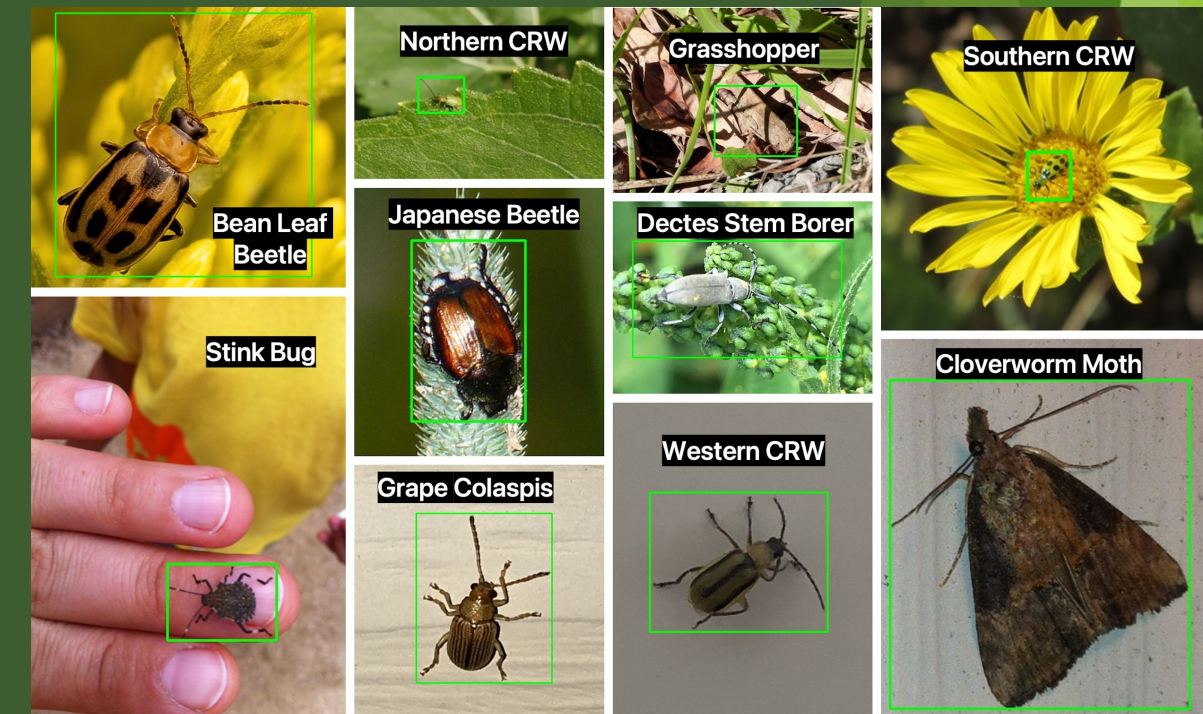 Bean Leaf
Beetle
Northern CRW
Grasshopper
Southern CRW
Japanese Beetle
Dectes Stem Borer
Stink Bug
Cloverworm Moth
Grape Colaspis
Western CRW